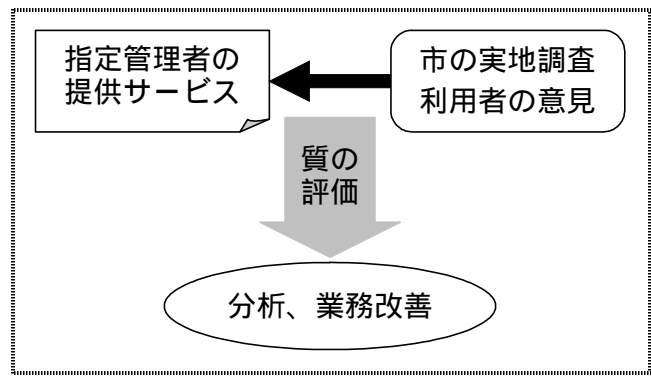 指定管理者の
提供サービス
市の実地調査
利用者の意見
質の
評価
分析、業務改善